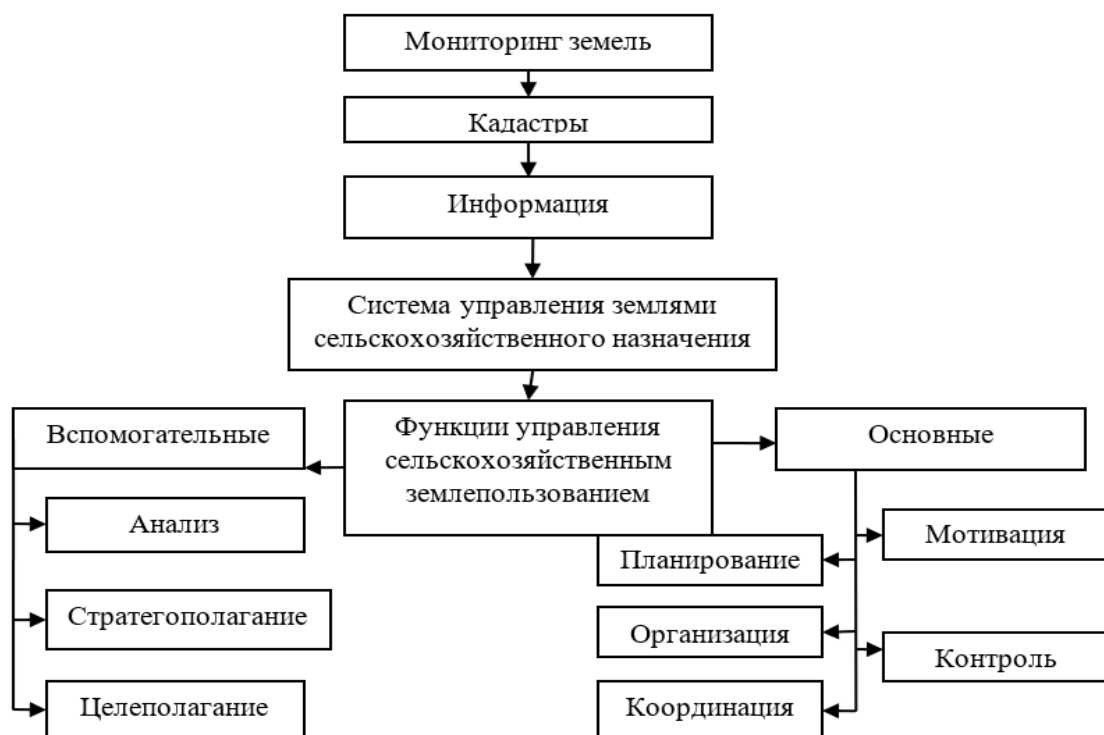 Мониторинг земель
Кадастры
Информация
Система управления землями
сельскохозяйственного назначения
Функции управления
сельскохозяйственным
землепользованием
Вспомогательные
Анализ
Стратегополагание
Целеполагание
Основные
Планирование
Организация
Координация
Мотивация
Контроль